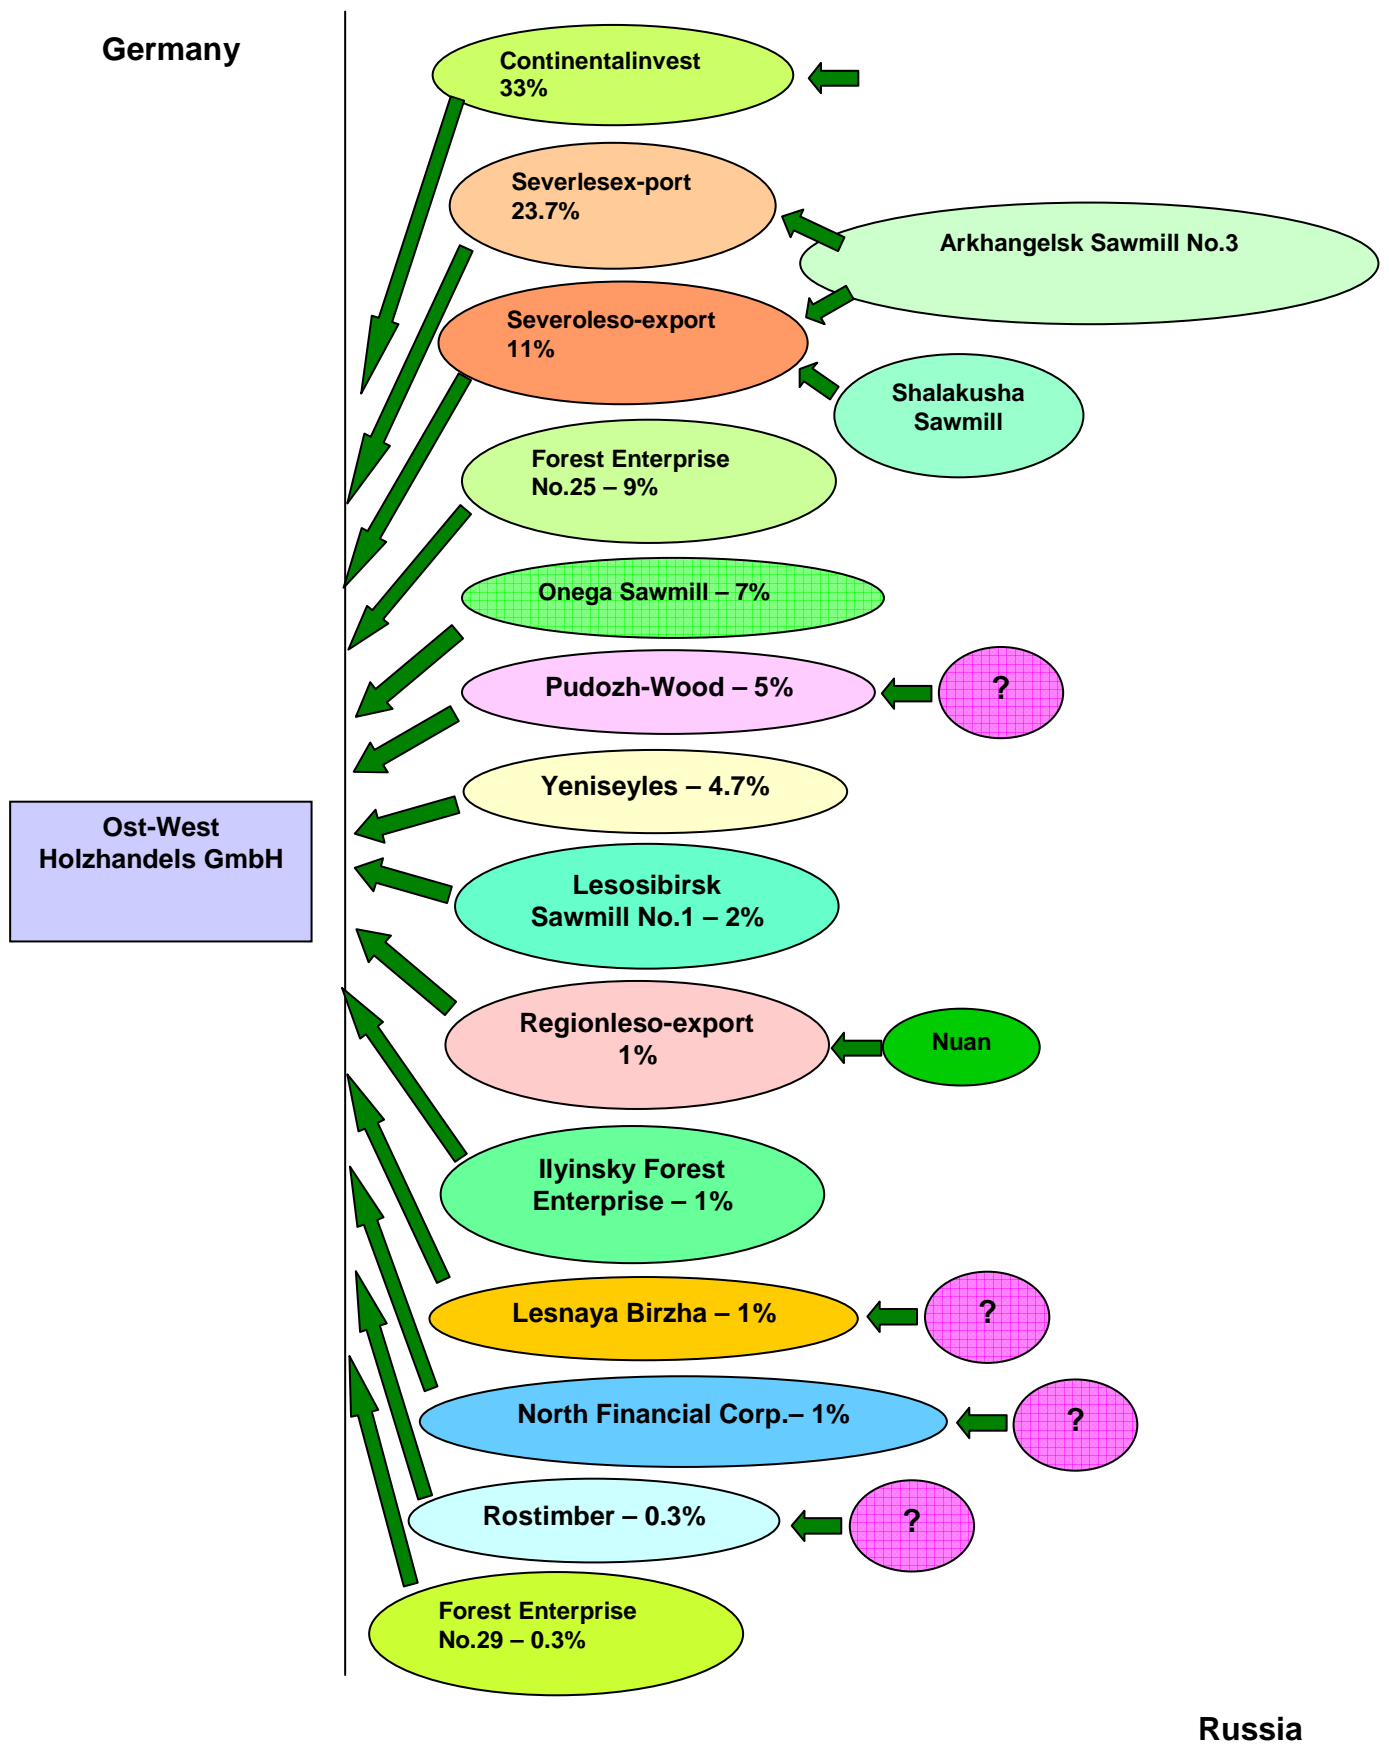 Germany
Continentalinvest
33%
Severlesex-port
23.7%
Arkhangelsk Sawmill No.3
Severoleso-export
11%
Shalakusha
Sawmill
Forest Enterprise
No.25 – 9%
Onega Sawmill – 7%
Pudozh-Wood – 5%
?
Yeniseyles – 4.7%
Ost-West
Holzhandels GmbH
Lesosibirsk
Sawmill No.1 – 2%
Regionleso-export
1%
Nuan
Ilyinsky Forest
Enterprise – 1%
Lesnaya Birzha – 1%
?
North Financial Corp.– 1%
?
Rostimber – 0.3%
?
Forest Enterprise
No.29 – 0.3%
Russia